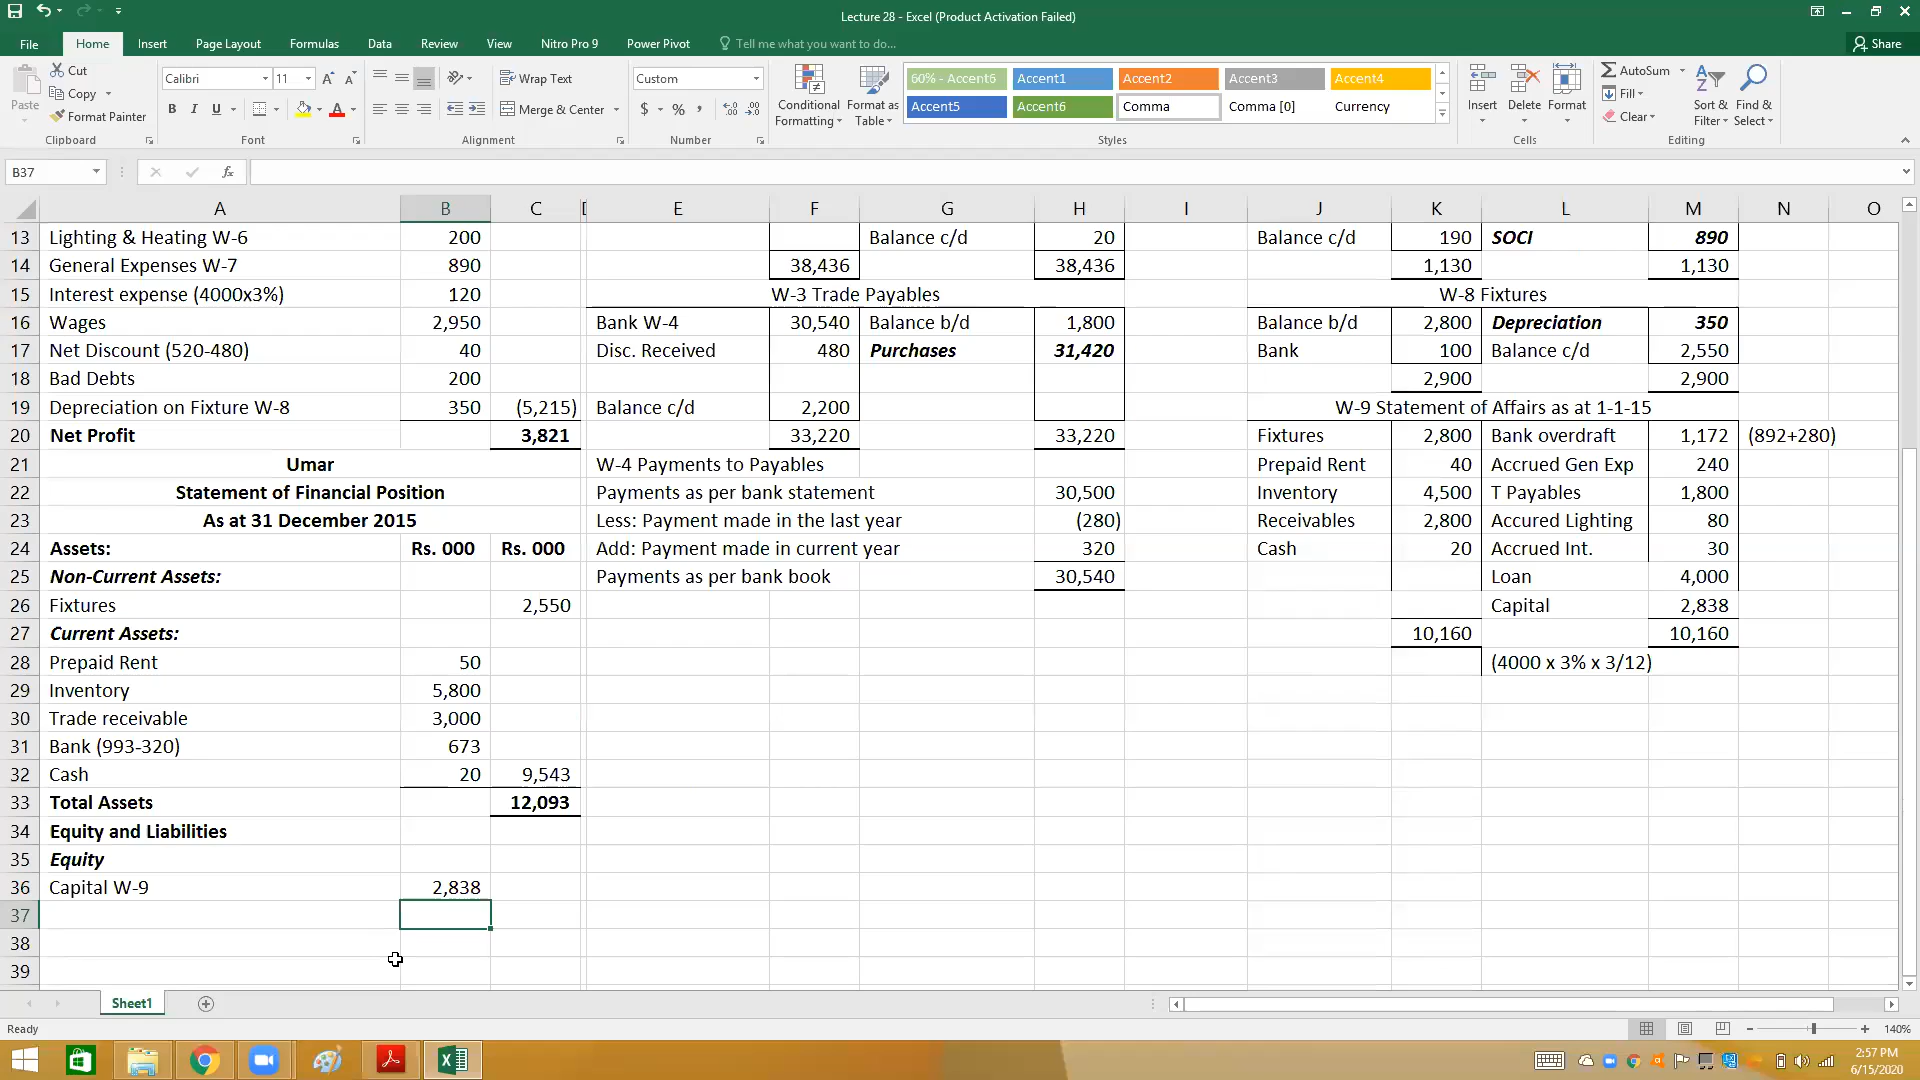 Lecture 28 - Excel (Product Activation Failed)
File Home Insert Page Layout Formulas Data Review View Nitro Pro 9 Power Pivot Tell me what you want to do... Share
Paste Cut Copy Format Painter Clipboard
Calibri 11 B I U Font
Wrap Text Merge & Center Alignment
Custom $ % Number
Conditional Formatting Format as Table
60% - Accent6 Accent1 Accent2 Accent3 Accent4
Accent5 Accent6 Comma Comma [0] Currency
Styles
Insert Delete Format Cells
AutoSum Fill Clear Sort & Filter Find & Select Editing
B37 fx
A B C D E F G H I J K L M N O
13 Lighting & Heating W-6 200 Balance c/d 20 Balance c/d 190 SOCI 890
14 General Expenses W-7 890 38,436 38,436 1,130 1,130
15 Interest expense (4000x3%) 120 W-3 Trade Payables W-8 Fixtures
16 Wages 2,950 Bank W-4 30,540 Balance b/d 1,800 Balance b/d 2,800 Depreciation 350
17 Net Discount (520-480) 40 Disc. Received 480 Purchases 31,420 Bank 100 Balance c/d 2,550
18 Bad Debts 200 2,900 2,900
19 Depreciation on Fixture W-8 350 (5,215) Balance c/d 2,200 W-9 Statement of Affairs as at 1-1-15
20 Net Profit 3,821 33,220 33,220 Fixtures 2,800 Bank overdraft 1,172 (892+280)
21 Umar W-4 Payments to Payables Prepaid Rent 40 Accrued Gen Exp 240
22 Statement of Financial Position Payments as per bank statement 30,500 Inventory 4,500 T Payables 1,800
23 As at 31 December 2015 Less: Payment made in the last year (280) Receivables 2,800 Accured Lighting 80
24 Assets: Rs. 000 Rs. 000 Add: Payment made in current year 320 Cash 20 Accrued Int. 30
25 Non-Current Assets: Payments as per bank book 30,540 Loan 4,000
26 Fixtures 2,550 Capital 2,838
27 Current Assets: 10,160 10,160
28 Prepaid Rent 50 (4000 x 3% x 3/12)
29 Inventory 5,800
30 Trade receivable 3,000
31 Bank (993-320) 673
32 Cash 20 9,543
33 Total Assets 12,093
34 Equity and Liabilities
35 Equity
36 Capital W-9 2,838
37
38
39
Sheet1
Ready 140%
2:57 PM
6/15/2020